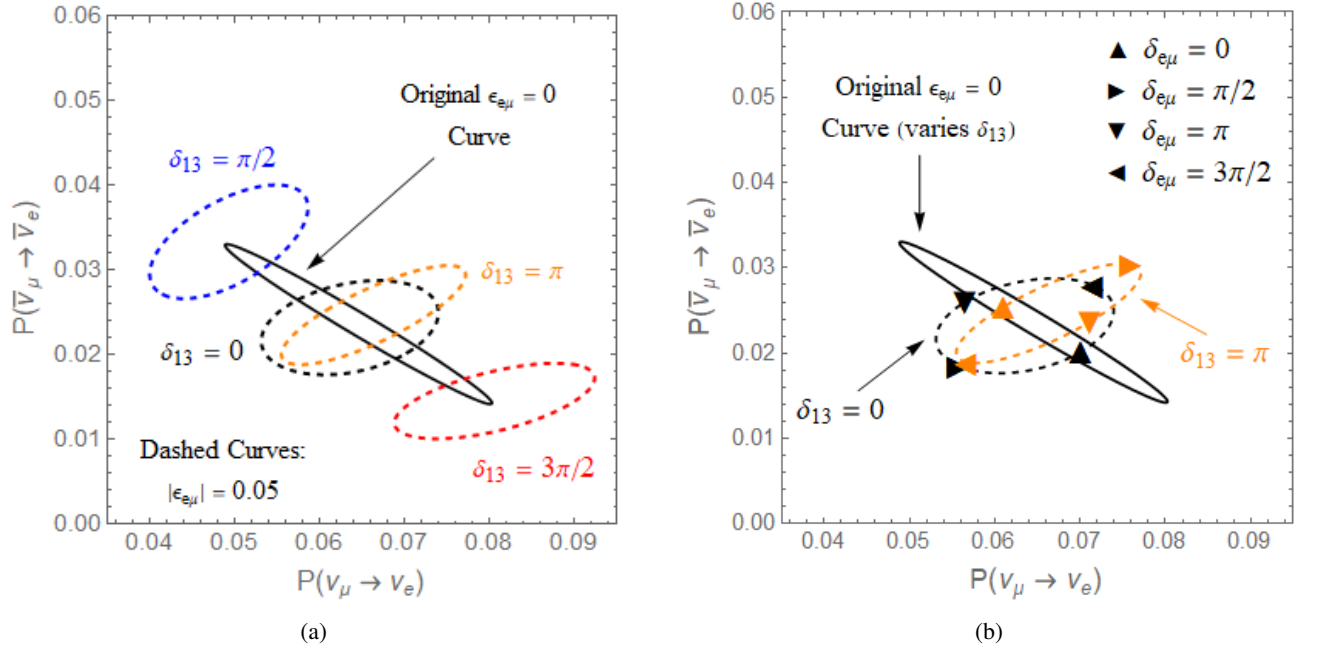 0.06
0.05
0.04
0.03
0.02
0.01
0.00
P(ν̅μ → ν̅e)
Original ϵeμ = 0
Curve
δ13 = π/2
δ13 = π
δ13 = 0
Dashed Curves:
|ϵeμ| = 0.05
δ13 = 3π/2
0.04 0.05 0.06 0.07 0.08 0.09
P(νμ → νe)
(a)
0.06
0.05
0.04
0.03
0.02
0.01
0.00
P(ν̅μ → ν̅e)
Original ϵeμ = 0
Curve (varies δ13)
▲ δeμ = 0
► δeμ = π/2
▼ δeμ = π
◄ δeμ = 3π/2
δ13 = π
δ13 = 0
0.04 0.05 0.06 0.07 0.08 0.09
P(νμ → νe)
(b)